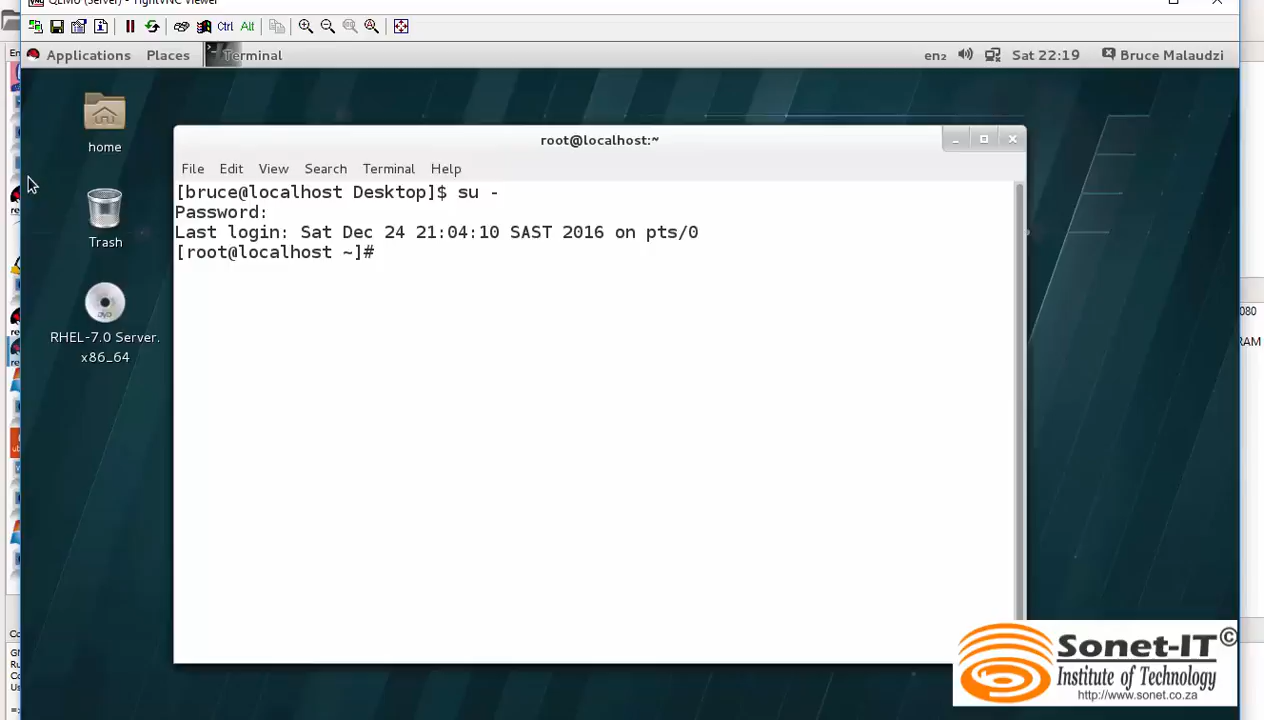 QEMU (Server) - TightVNC Viewer
Ctrl Alt
Applications Places Terminal en2 Sat 22:19 Bruce Malaudzi
home
Trash
RHEL-7.0 Server.
x86_64
root@localhost:~
File Edit View Search Terminal Help
[bruce@localhost Desktop]$ su -
Password:
Last login: Sat Dec 24 21:04:10 SAST 2016 on pts/0
[root@localhost ~]#
080
RAM
Sonet-IT©
Institute of Technology
http://www.sonet.co.za